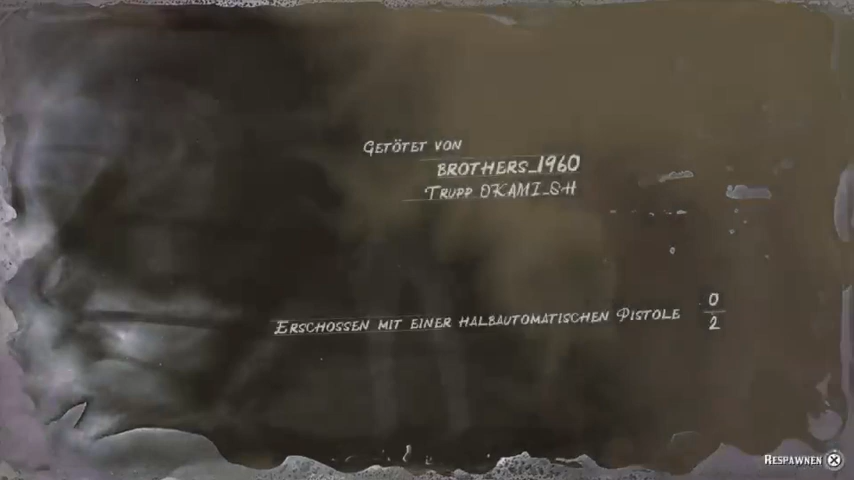 Getötet von
BROTHERS_1960
Trupp OKAMI_SH
Erschossen mit einer halbautomatischen Pistole
0
2
Respawnen